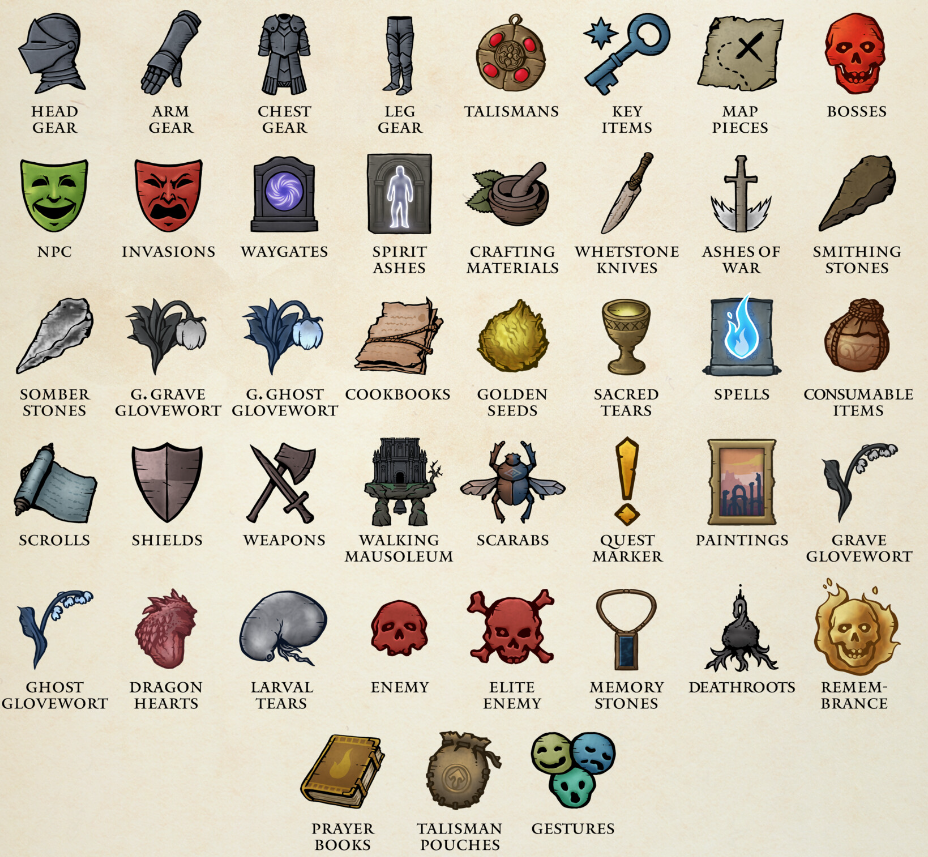 HEAD
GEAR
ARM
GEAR
CHEST
GEAR
LEG
GEAR
TALISMANS
KEY
ITEMS
MAP
PIECES
BOSSES
NPC
INVASIONS
WAYGATES
SPIRIT
ASHES
CRAFTING
MATERIALS
WHETSTONE
KNIVES
ASHES OF
WAR
SMITHING
STONES
SOMBER
STONES
G. GRAVE
GLOVEWORT
G. GHOST
GLOVEWORT
COOKBOOKS
GOLDEN
SEEDS
SACRED
TEARS
SPELLS
CONSUMABLE
ITEMS
SCROLLS
SHIELDS
WEAPONS
WALKING
MAUSOLEUM
SCARABS
QUEST
MARKER
PAINTINGS
GRAVE
GLOVEWORT
GHOST
GLOVEWORT
DRAGON
HEARTS
LARVAL
TEARS
ENEMY
ELITE
ENEMY
MEMORY
STONES
DEATHROOTS
REMEM-
BRANCE
PRAYER
BOOKS
TALISMAN
POUCHES
GESTURES